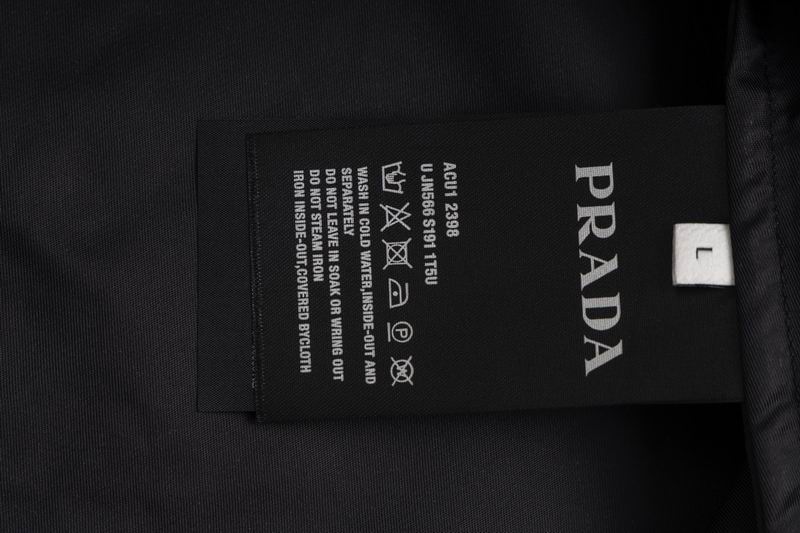 PRADA
L
ACU1 2398
U JN566 S191 1T5U
P
W
WASH IN COLD WATER,INSIDE-OUT AND
SEPARATELY
DO NOT LEAVE IN SOAK OR WRING OUT
DO NOT STEAM IRON
IRON INSIDE-OUT,COVERED BYCLOTH